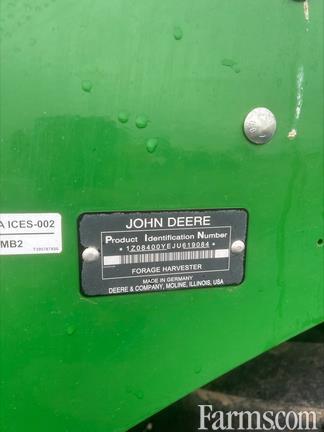 A ICES-002
MB2
JOHN DEERE
Product Identification Number
* 1Z08400YEJU619084 *
FORAGE HARVESTER
MADE IN GERMANY
DEERE & COMPANY, MOLINE, ILLINOIS, USA
Farms.com®